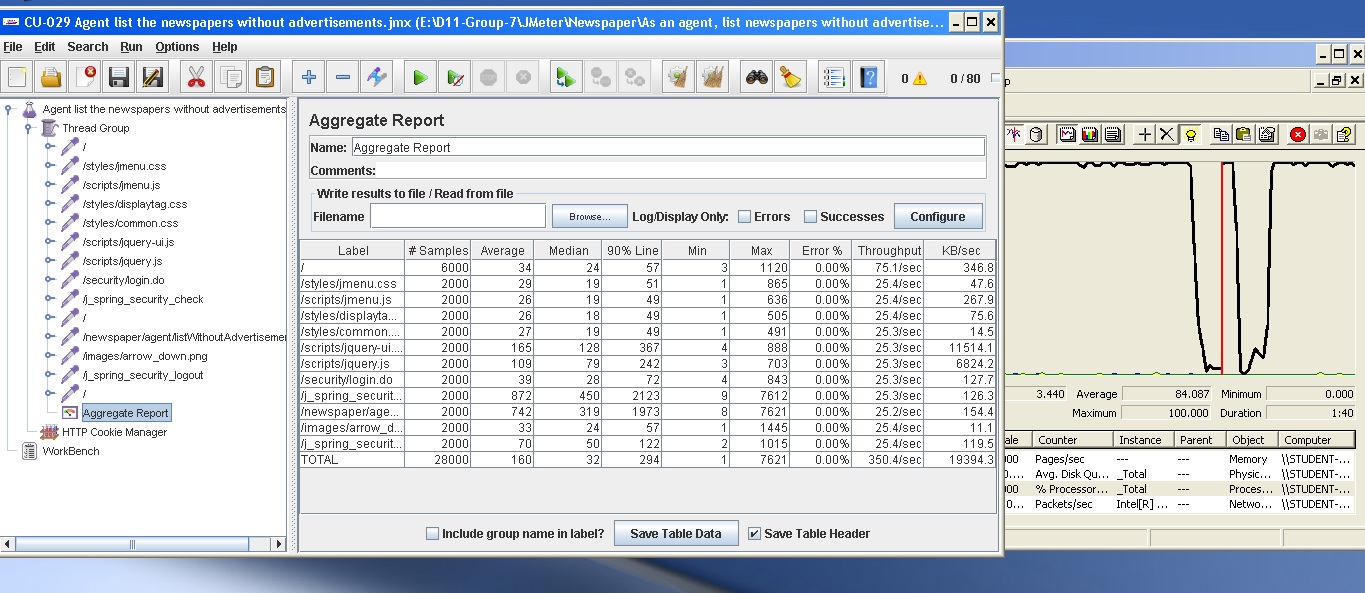 CU-029 Agent list the newspapers without advertisements.jmx (E:\D11-Group-7\JMeter\Newspaper\As an agent, list newspapers without advertise...
File Edit Search Run Options Help
0 0 / 80
Agent list the newspapers without advertisements
Thread Group
/
/styles/jmenu.css
/scripts/jmenu.js
/styles/displaytag.css
/styles/common.css
/scripts/jquery-ui.js
/scripts/jquery.js
/security/login.do
/j_spring_security_check
/
/newspaper/agent/listWithoutAdvertisemen
/images/arrow_down.png
/j_spring_security_logout
/
Aggregate Report
HTTP Cookie Manager
WorkBench
Aggregate Report
Name: Aggregate Report
Comments:
Write results to file / Read from file
Filename Browse... Log/Display Only: Errors Successes Configure
Label # Samples Average Median 90% Line Min Max Error % Throughput KB/sec
/ 6000 34 24 57 3 1120 0.00% 75.1/sec 346.8
/styles/jmenu.css 2000 29 19 51 1 865 0.00% 25.4/sec 47.6
/scripts/jmenu.js 2000 26 19 49 1 636 0.00% 25.4/sec 267.9
/styles/displayta... 2000 26 18 49 1 505 0.00% 25.4/sec 75.6
/styles/common.... 2000 27 19 49 1 491 0.00% 25.3/sec 14.5
/scripts/jquery-ui... 2000 165 128 367 4 888 0.00% 25.3/sec 11514.1
/scripts/jquery.js 2000 109 79 242 3 703 0.00% 25.3/sec 6824.2
/security/login.do 2000 39 28 72 4 843 0.00% 25.3/sec 127.7
/j_spring_securit... 2000 872 450 2123 9 7612 0.00% 25.3/sec 126.3
/newspaper/age... 2000 742 319 1973 8 7621 0.00% 25.2/sec 154.4
/images/arrow_d... 2000 33 24 57 1 1445 0.00% 25.4/sec 11.1
/j_spring_securit... 2000 70 50 122 2 1015 0.00% 25.4/sec 119.5
TOTAL 28000 160 32 294 1 7621 0.00% 350.4/sec 19394.3
Include group name in label? Save Table Data Save Table Header
3.440 Average 84.087 Minimum 0.000
Maximum 100.000 Duration 1:40
ale Counter Instance Parent Object Computer
00 Pages/sec --- --- Memory \\STUDENT-...
0.... Avg. Disk Qu... _Total --- Physic... \\STUDENT-...
00 % Processor... _Total --- Proces... \\STUDENT-...
0... Packets/sec Intel[R] ... --- Netwo... \\STUDENT-...